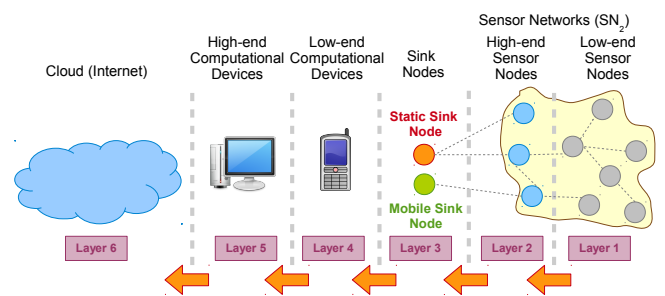 Sensor Networks (SN2)
Cloud (Internet)
High-end
Computational
Devices
Low-end
Computational
Devices
Sink
Nodes
High-end
Sensor
Nodes
Low-end
Sensor
Nodes
Static Sink
Node
Mobile Sink
Node
Layer 6
Layer 5
Layer 4
Layer 3
Layer 2
Layer 1